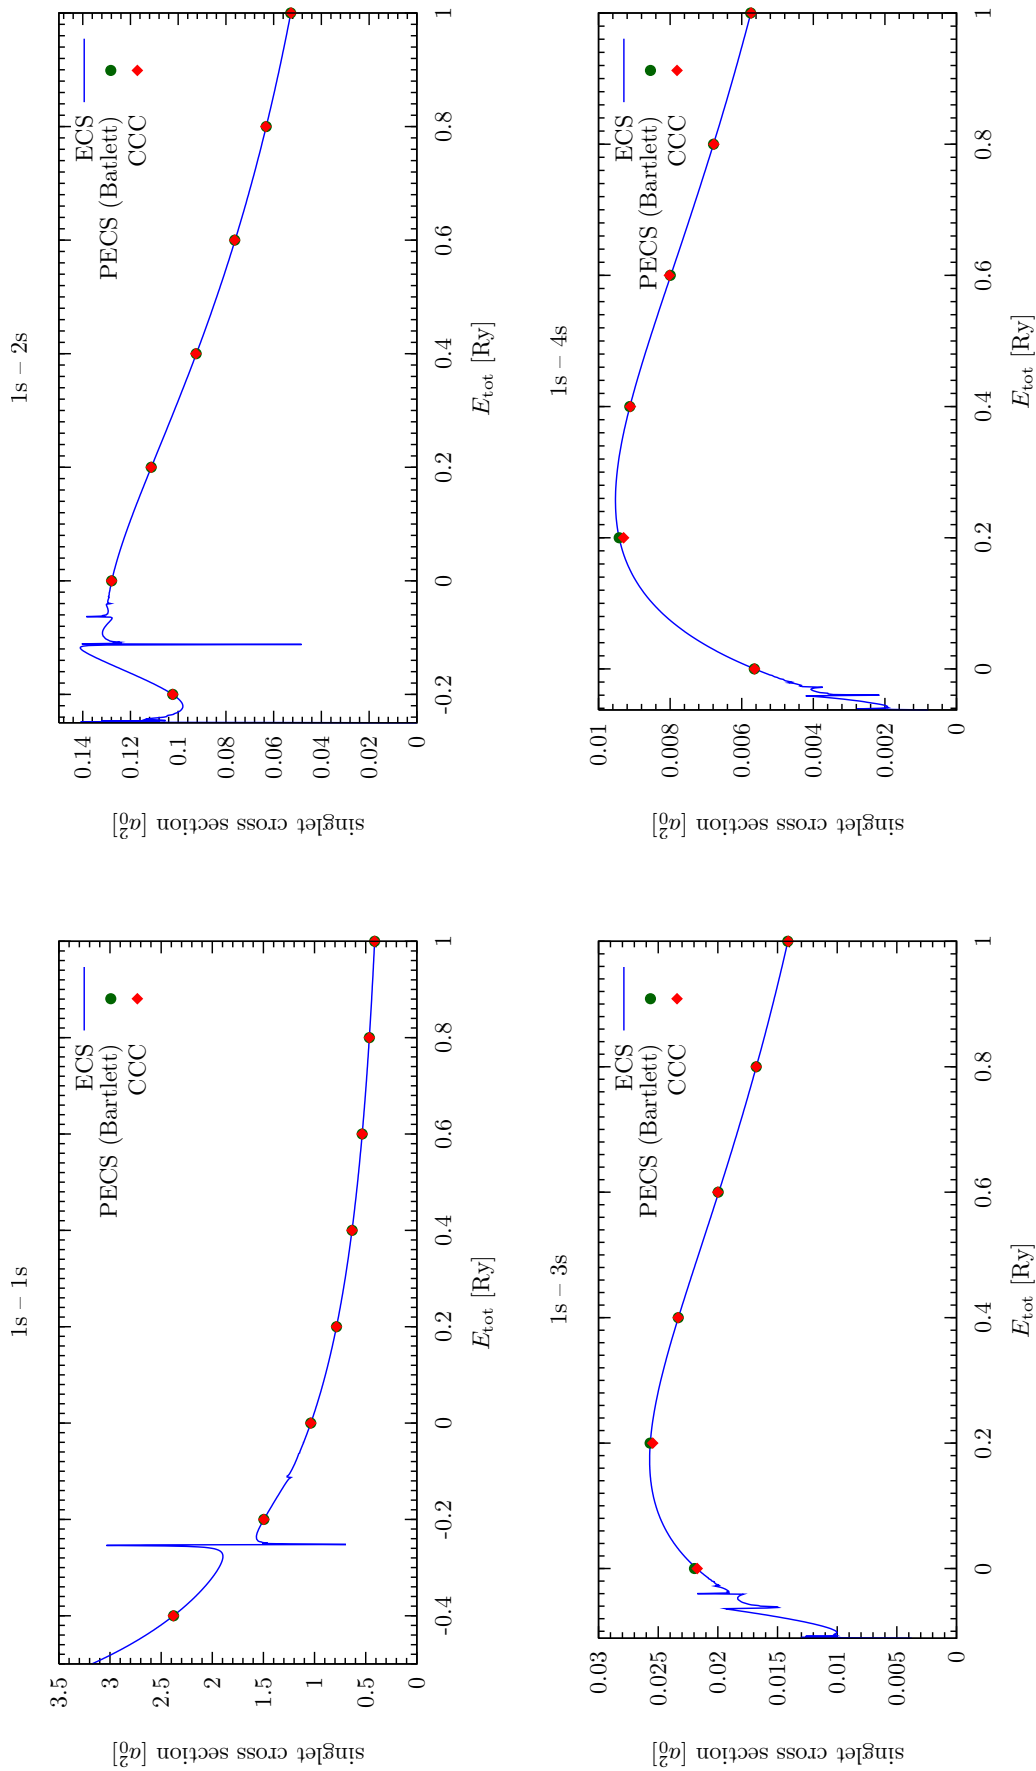 1s – 1s
3.5
3
2.5
2
1.5
1
0.5
0
singlet cross section [a₀²]
ECS
PECS (Bartlett)
CCC
-0.4 -0.2 0 0.2 0.4 0.6 0.8 1
E_tot [Ry]
1s – 2s
0.14
0.12
0.1
0.08
0.06
0.04
0.02
0
singlet cross section [a₀²]
ECS
PECS (Batlett)
CCC
-0.2 0 0.2 0.4 0.6 0.8 1
E_tot [Ry]
1s – 3s
0.03
0.025
0.02
0.015
0.01
0.005
0
singlet cross section [a₀²]
ECS
PECS (Bartlett)
CCC
0 0.2 0.4 0.6 0.8 1
E_tot [Ry]
1s – 4s
0.01
0.008
0.006
0.004
0.002
0
singlet cross section [a₀²]
ECS
PECS (Bartlett)
CCC
0 0.2 0.4 0.6 0.8 1
E_tot [Ry]